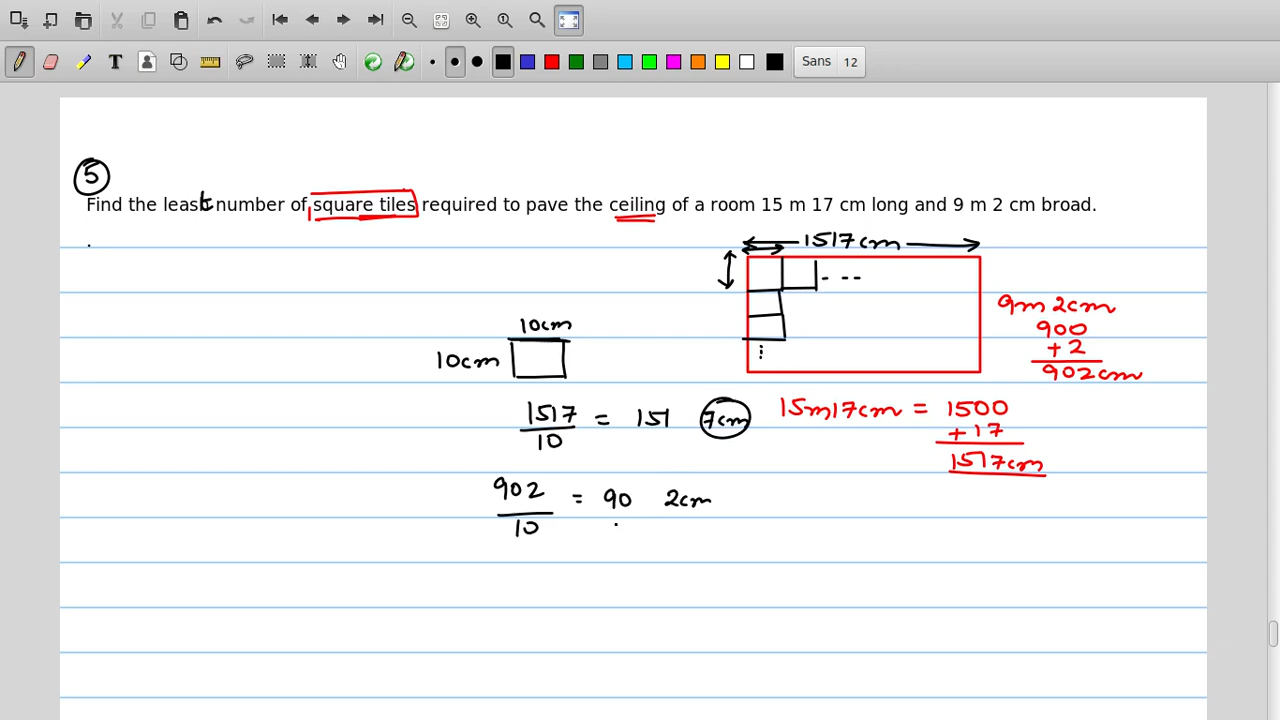 Sans 12
5
Find the least number of square tiles required to pave the ceiling of a room 15 m 17 cm long and 9 m 2 cm broad.
.
1517cm
- --
9m 2cm
900
+ 2
902cm
10cm
10cm
1517/10 = 151 7cm
15m17cm = 1500
+ 17
1517cm
902/10 = 90 2cm